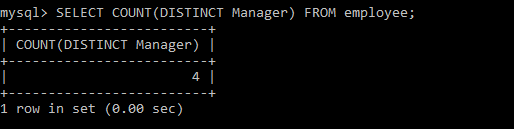 mysql> SELECT COUNT(DISTINCT Manager) FROM employee;
+-------------------------+
| COUNT(DISTINCT Manager) |
+-------------------------+
|                       4 |
+-------------------------+
1 row in set (0.00 sec)